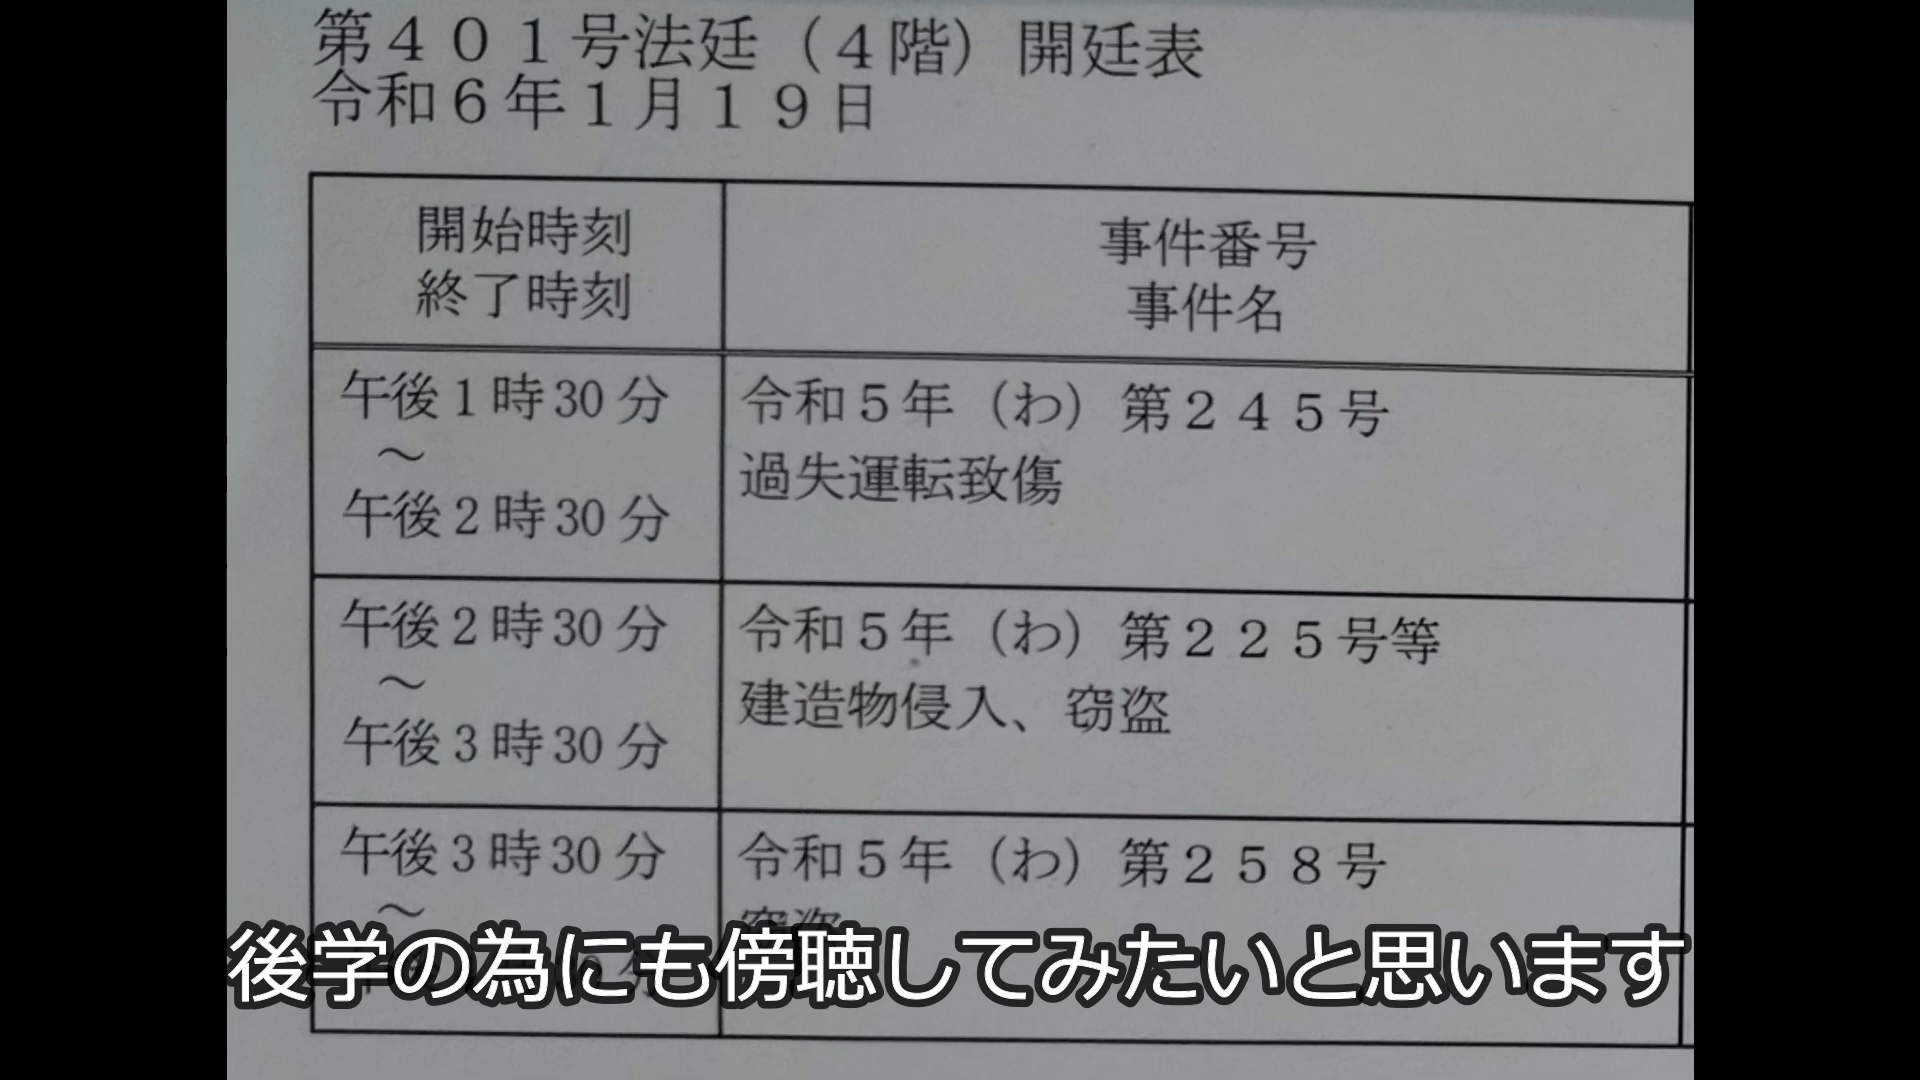 第４０１号法廷（４階）開廷表
令和６年１月１９日
開始時刻
終了時刻
事件番号
事件名
午後１時30分
～
午後２時30分
令和５年（わ）第２４５号
過失運転致傷
午後２時30分
～
午後３時30分
令和５年（わ）第２２５号等
建造物侵入、窃盗
午後３時30分
～
令和５年（わ）第２５８号
窃盗
後学の為にも傍聴してみたいと思います